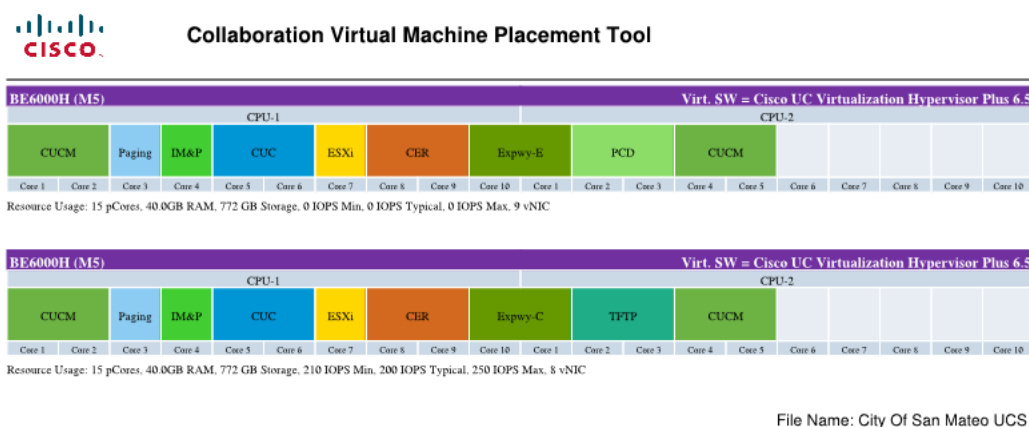 CISCO.
Collaboration Virtual Machine Placement Tool
BE6000H (M5) Virt. SW = Cisco UC Virtualization Hypervisor Plus 6.5
CPU-1 CPU-2
CUCM Paging IM&P CUC ESXi CER Expwy-E PCD CUCM
Core 1 Core 2 Core 3 Core 4 Core 5 Core 6 Core 7 Core 8 Core 9 Core 10 Core 1 Core 2 Core 3 Core 4 Core 5 Core 6 Core 7 Core 8 Core 9 Core 10
Resource Usage: 15 pCores, 40.0GB RAM, 772 GB Storage, 0 IOPS Min, 0 IOPS Typical, 0 IOPS Max, 9 vNIC
BE6000H (M5) Virt. SW = Cisco UC Virtualization Hypervisor Plus 6.5
CPU-1 CPU-2
CUCM Paging IM&P CUC ESXi CER Expwy-C TFTP CUCM
Core 1 Core 2 Core 3 Core 4 Core 5 Core 6 Core 7 Core 8 Core 9 Core 10 Core 1 Core 2 Core 3 Core 4 Core 5 Core 6 Core 7 Core 8 Core 9 Core 10
Resource Usage: 15 pCores, 40.0GB RAM, 772 GB Storage, 210 IOPS Min, 200 IOPS Typical, 250 IOPS Max, 8 vNIC
File Name: City Of San Mateo UCS